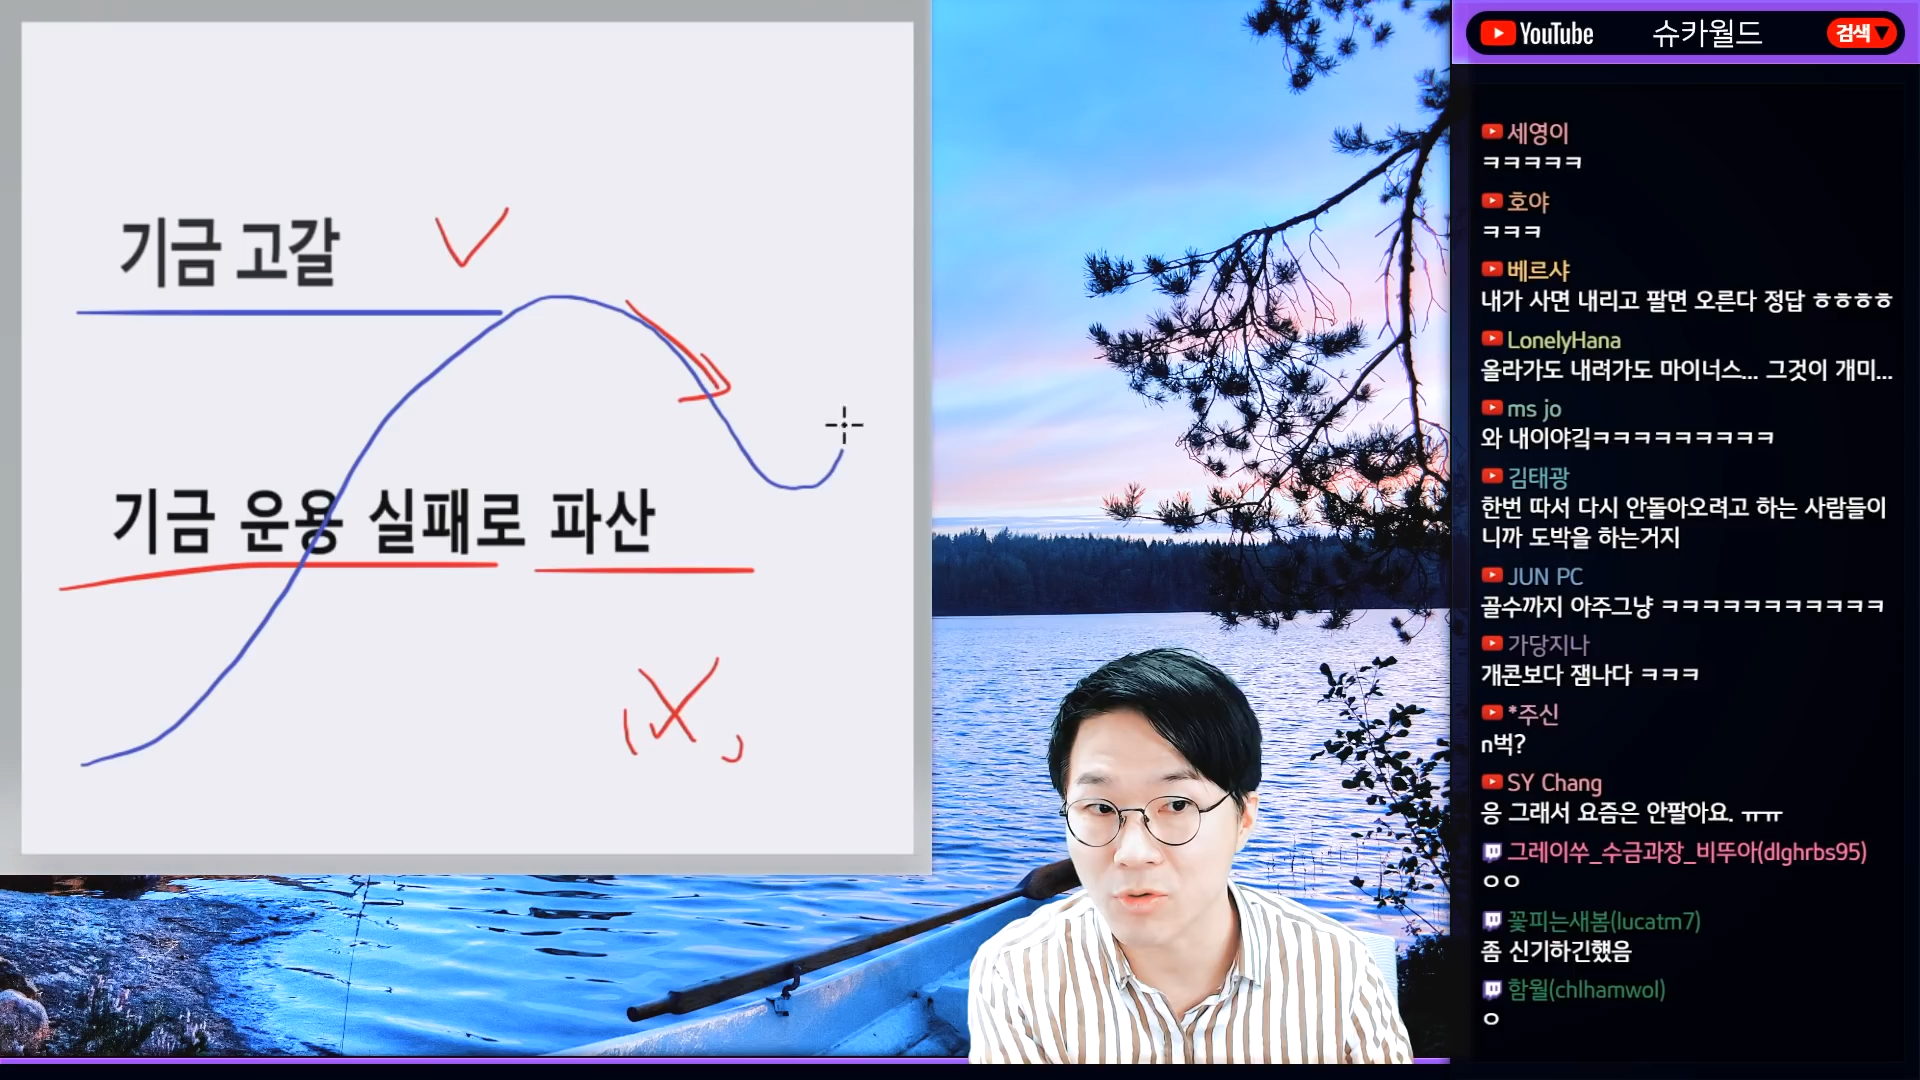 기금 고갈
기금 운용 실패로 파산
YouTube 슈카월드 검색▼
세영이
ㅋㅋㅋㅋㅋ
호야
ㅋㅋㅋ
베르샤
내가 사면 내리고 팔면 오른다 정답 ㅎㅎㅎㅎ
LonelyHana
올라가도 내려가도 마이너스... 그것이 개미...
ms jo
와 내이야긬ㅋㅋㅋㅋㅋㅋㅋㅋㅋ
김태광
한번 따서 다시 안돌아오려고 하는 사람들이
니까 도박을 하는거지
JUN PC
골수까지 아주그냥 ㅋㅋㅋㅋㅋㅋㅋㅋㅋㅋㅋ
가당지나
개콘보다 잼나다 ㅋㅋㅋ
*주신
n벅?
SY Chang
응 그래서 요즘은 안팔아요. ㅠㅠ
그레이쑤_수금과장_비뚜아(dlghrbs95)
ㅇㅇ
꽃피는새봄(lucatm7)
좀 신기하긴했음
함월(chlhamwol)
ㅇ